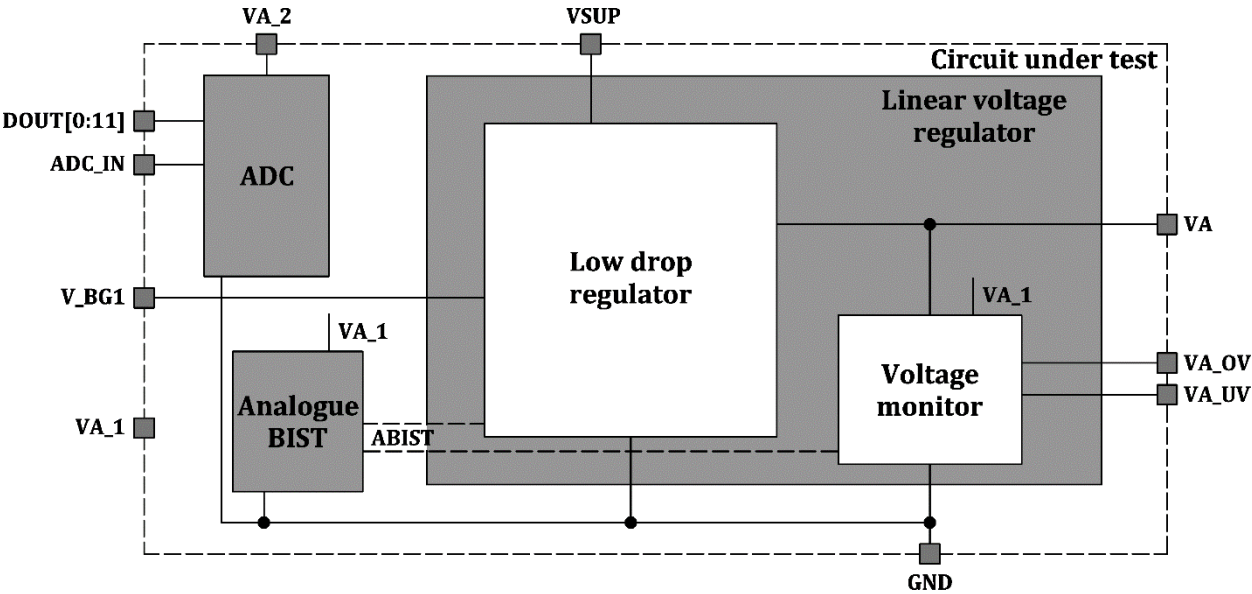 VA_2
VSUP
Circuit under test
Linear voltage
regulator
DOUT[0:11]
ADC_IN
ADC
VA
Low drop
regulator
V_BG1
VA_1
VA_1
VA_OV
Voltage
monitor
VA_UV
Analogue
BIST
VA_1
ABIST
GND